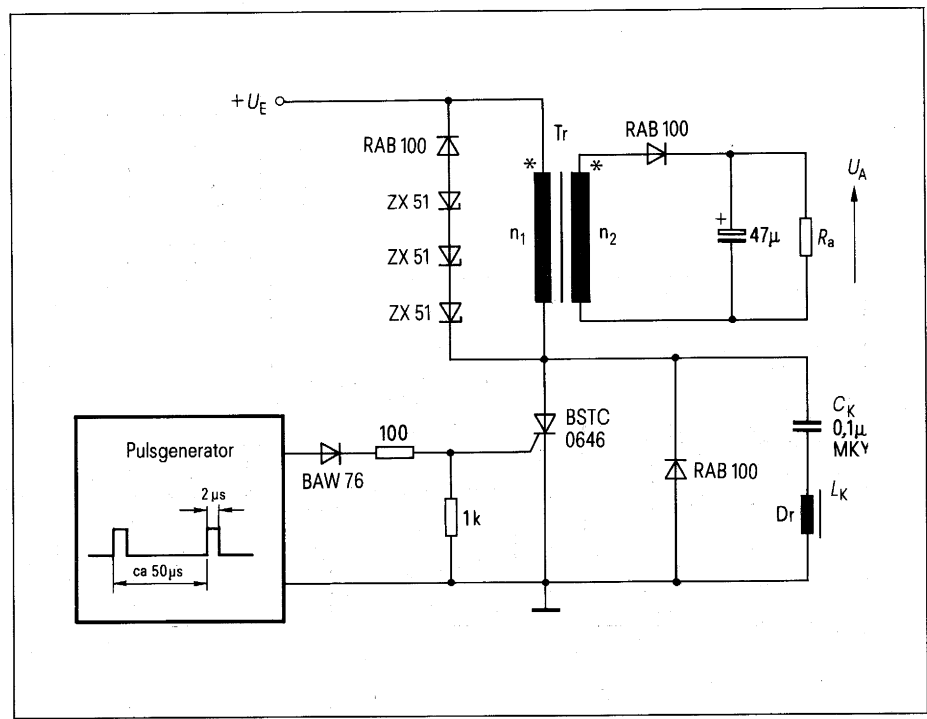 +U_E
RAB 100
ZX 51
ZX 51
ZX 51
Tr
*
*
n₁
n₂
RAB 100
+
47µ
R_a
U_A
BSTC
0646
RAB 100
C_K
0,1µ
MKY
L_K
Dr
Pulsgenerator
2 µs
ca 50µs
BAW 76
100
1k